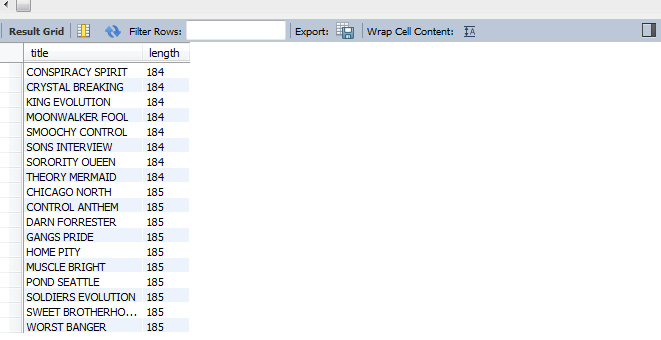 Result Grid Filter Rows: Export: Wrap Cell Content:
title length
CONSPIRACY SPIRIT 184
CRYSTAL BREAKING 184
KING EVOLUTION 184
MOONWALKER FOOL 184
SMOOCHY CONTROL 184
SONS INTERVIEW 184
SORORITY QUEEN 184
THEORY MERMAID 184
CHICAGO NORTH 185
CONTROL ANTHEM 185
DARN FORRESTER 185
GANGS PRIDE 185
HOME PITY 185
MUSCLE BRIGHT 185
POND SEATTLE 185
SOLDIERS EVOLUTION 185
SWEET BROTHERHO... 185
WORST BANGER 185